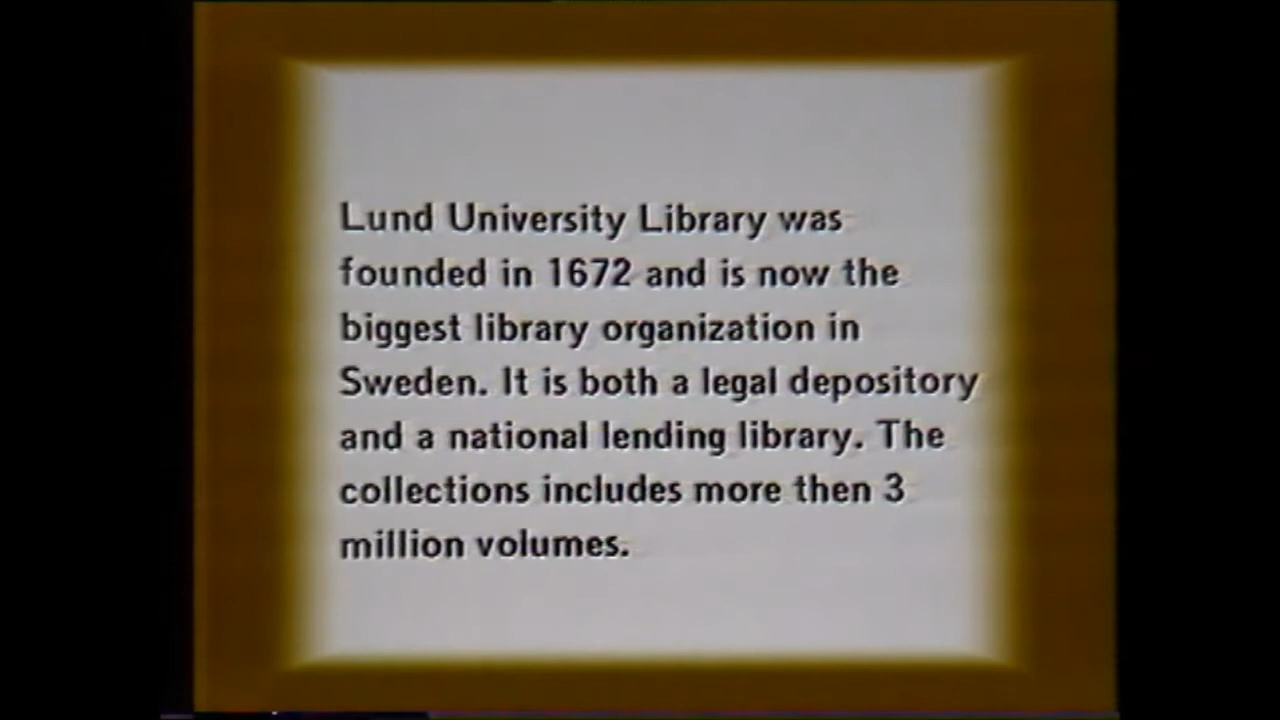 Lund University Library was
founded in 1672 and is now the
biggest library organization in
Sweden. It is both a legal depository
and a national lending library. The
collections includes more then 3
million volumes.